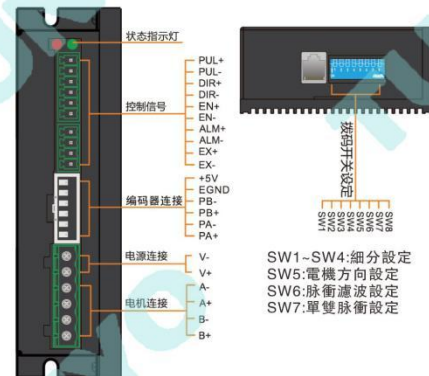 状态指示灯
控制信号
PUL+
PUL-
DIR+
DIR-
EN+
EN-
ALM+
ALM-
EX+
EX-
编码器连接
+5V
EGND
PB-
PB+
PA-
PA+
电源连接
V-
V+
电机连接
A-
A+
B-
B+
拨码开关设定
SW1
SW2
SW3
SW4
SW5
SW6
SW7
SW8
SW1~SW4:細分設定
SW5:電機方向設定
SW6:脉衝濾波設定
SW7:單雙脉衝設定